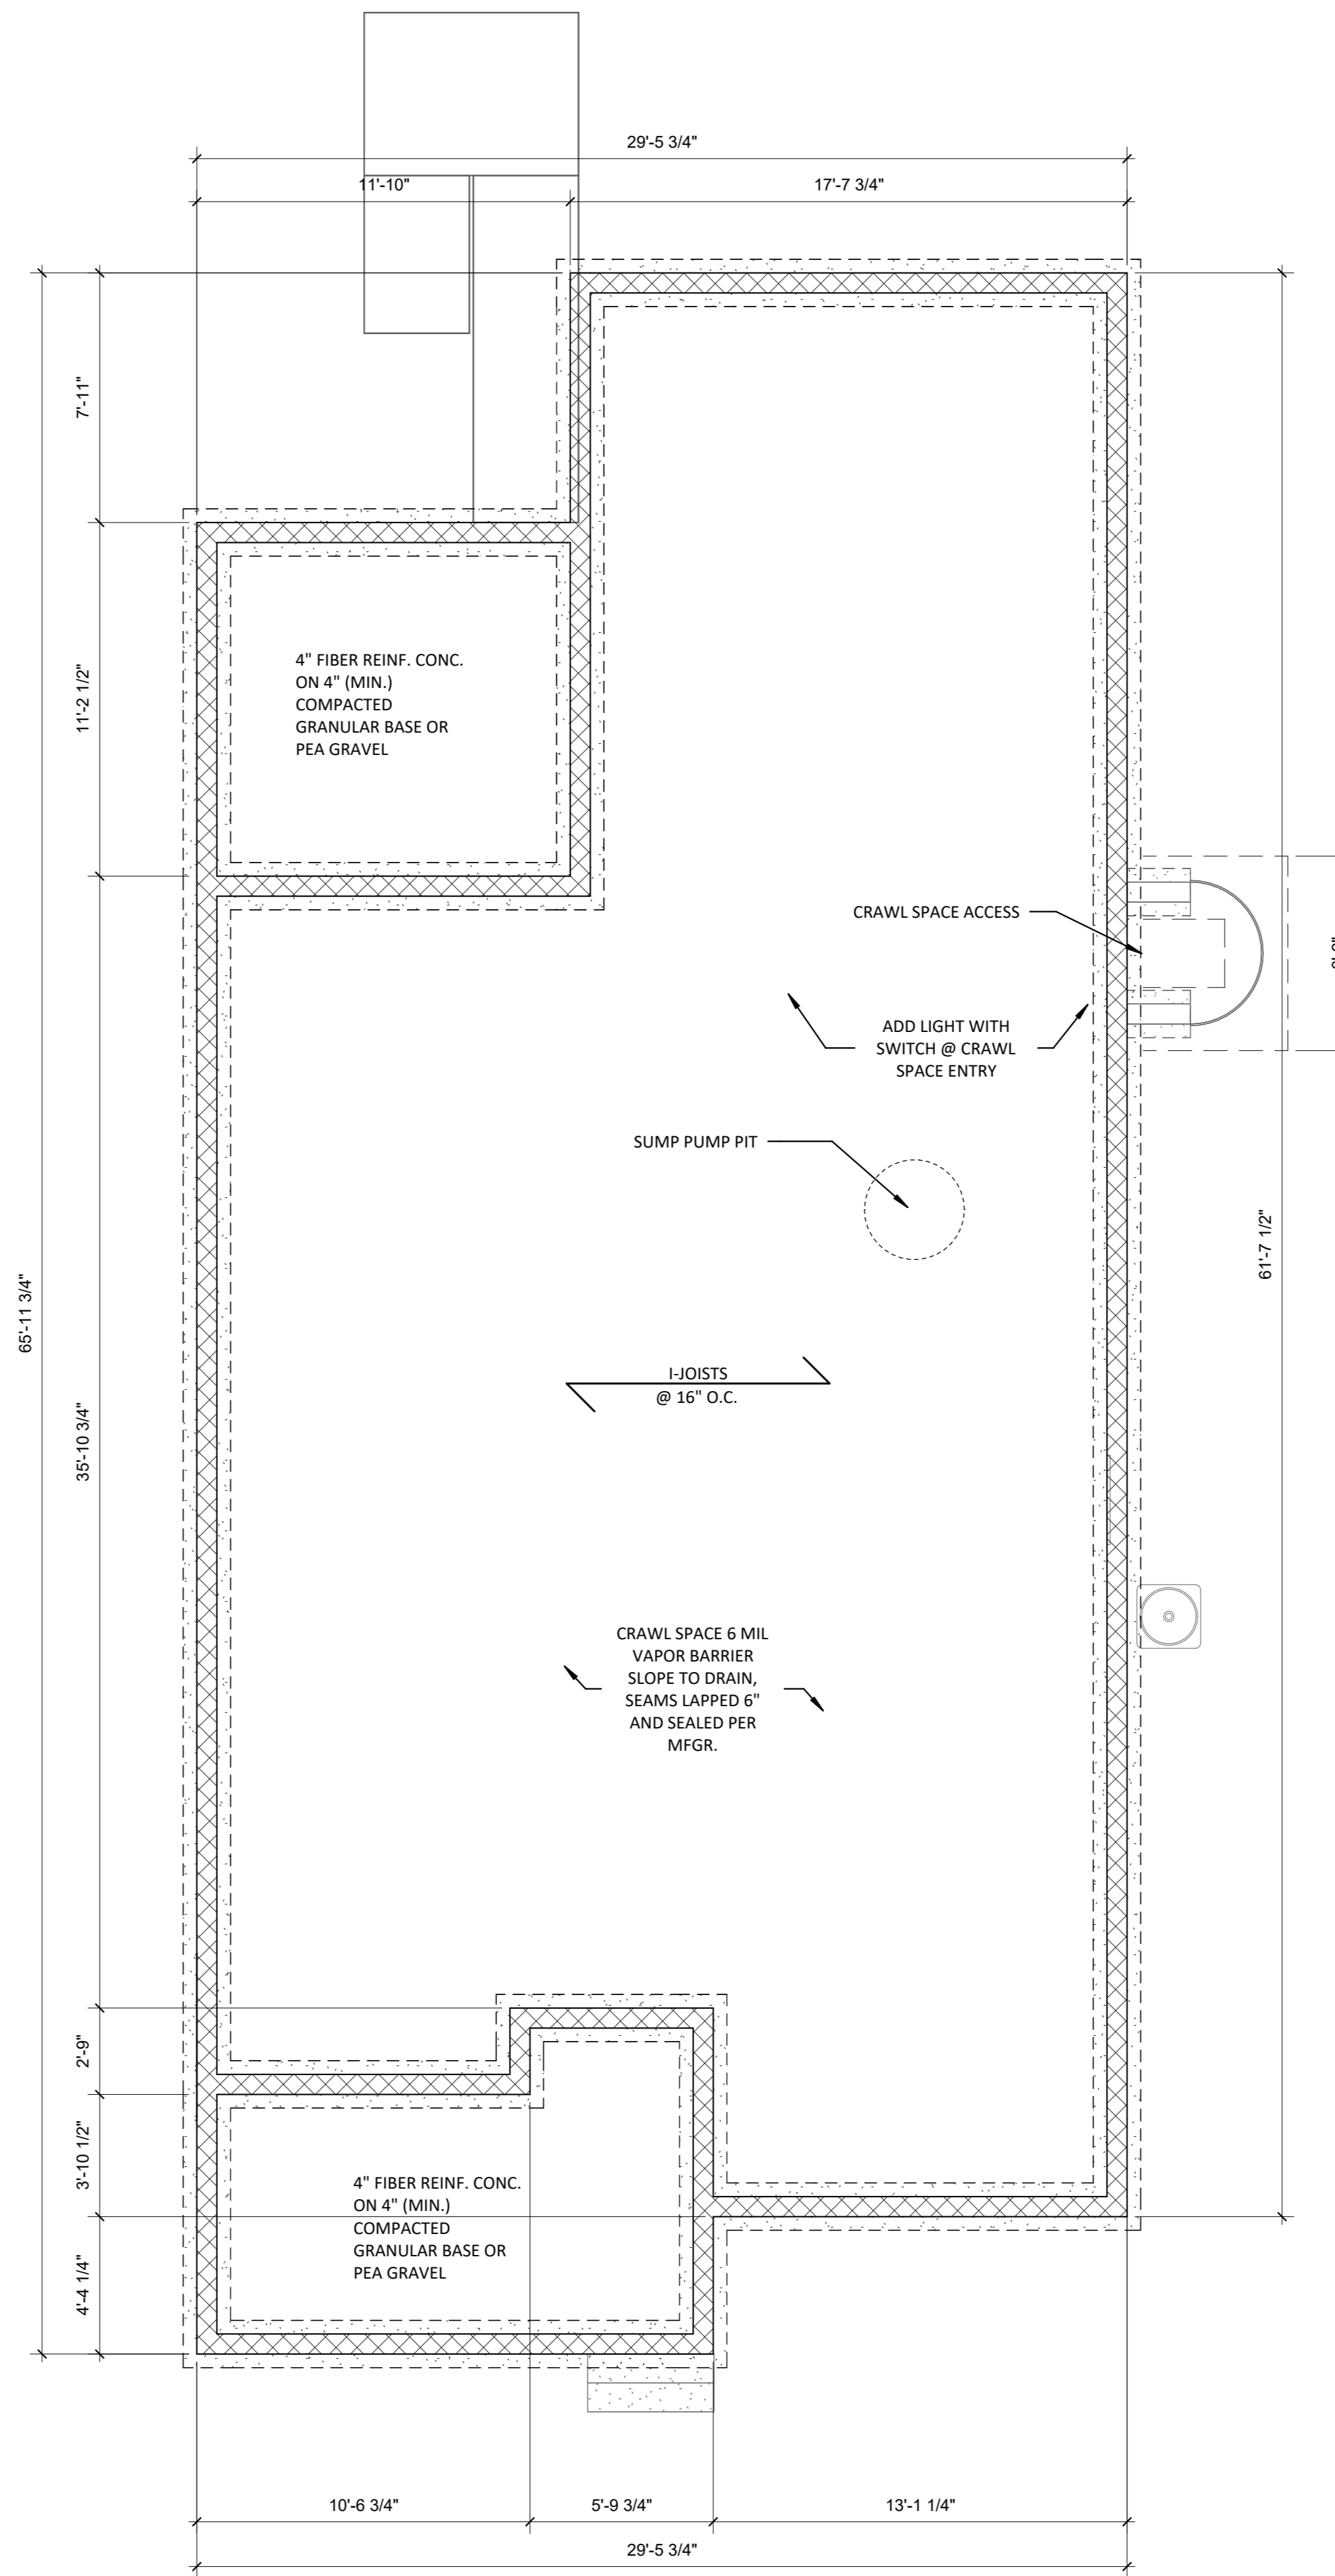 29'-5 3/4"
11'-10"
17'-7 3/4"
7'-11"
11'-2 1/2"
4" FIBER REINF. CONC.
ON 4" (MIN.)
COMPACTED
GRANULAR BASE OR
PEA GRAVEL
CRAWL SPACE ACCESS
ADD LIGHT WITH
SWITCH @ CRAWL
SPACE ENTRY
SUMP PUMP PIT
61'-7 1/2"
65'-11 3/4"
I-JOISTS
@ 16" O.C.
35'-10 3/4"
CRAWL SPACE 6 MIL
VAPOR BARRIER
SLOPE TO DRAIN,
SEAMS LAPPED 6"
AND SEALED PER
MFGR.
2'-9"
3'-10 1/2"
4" FIBER REINF. CONC.
ON 4" (MIN.)
COMPACTED
GRANULAR BASE OR
PEA GRAVEL
4'-4 1/4"
10'-6 3/4"
5'-9 3/4"
13'-1 1/4"
29'-5 3/4"